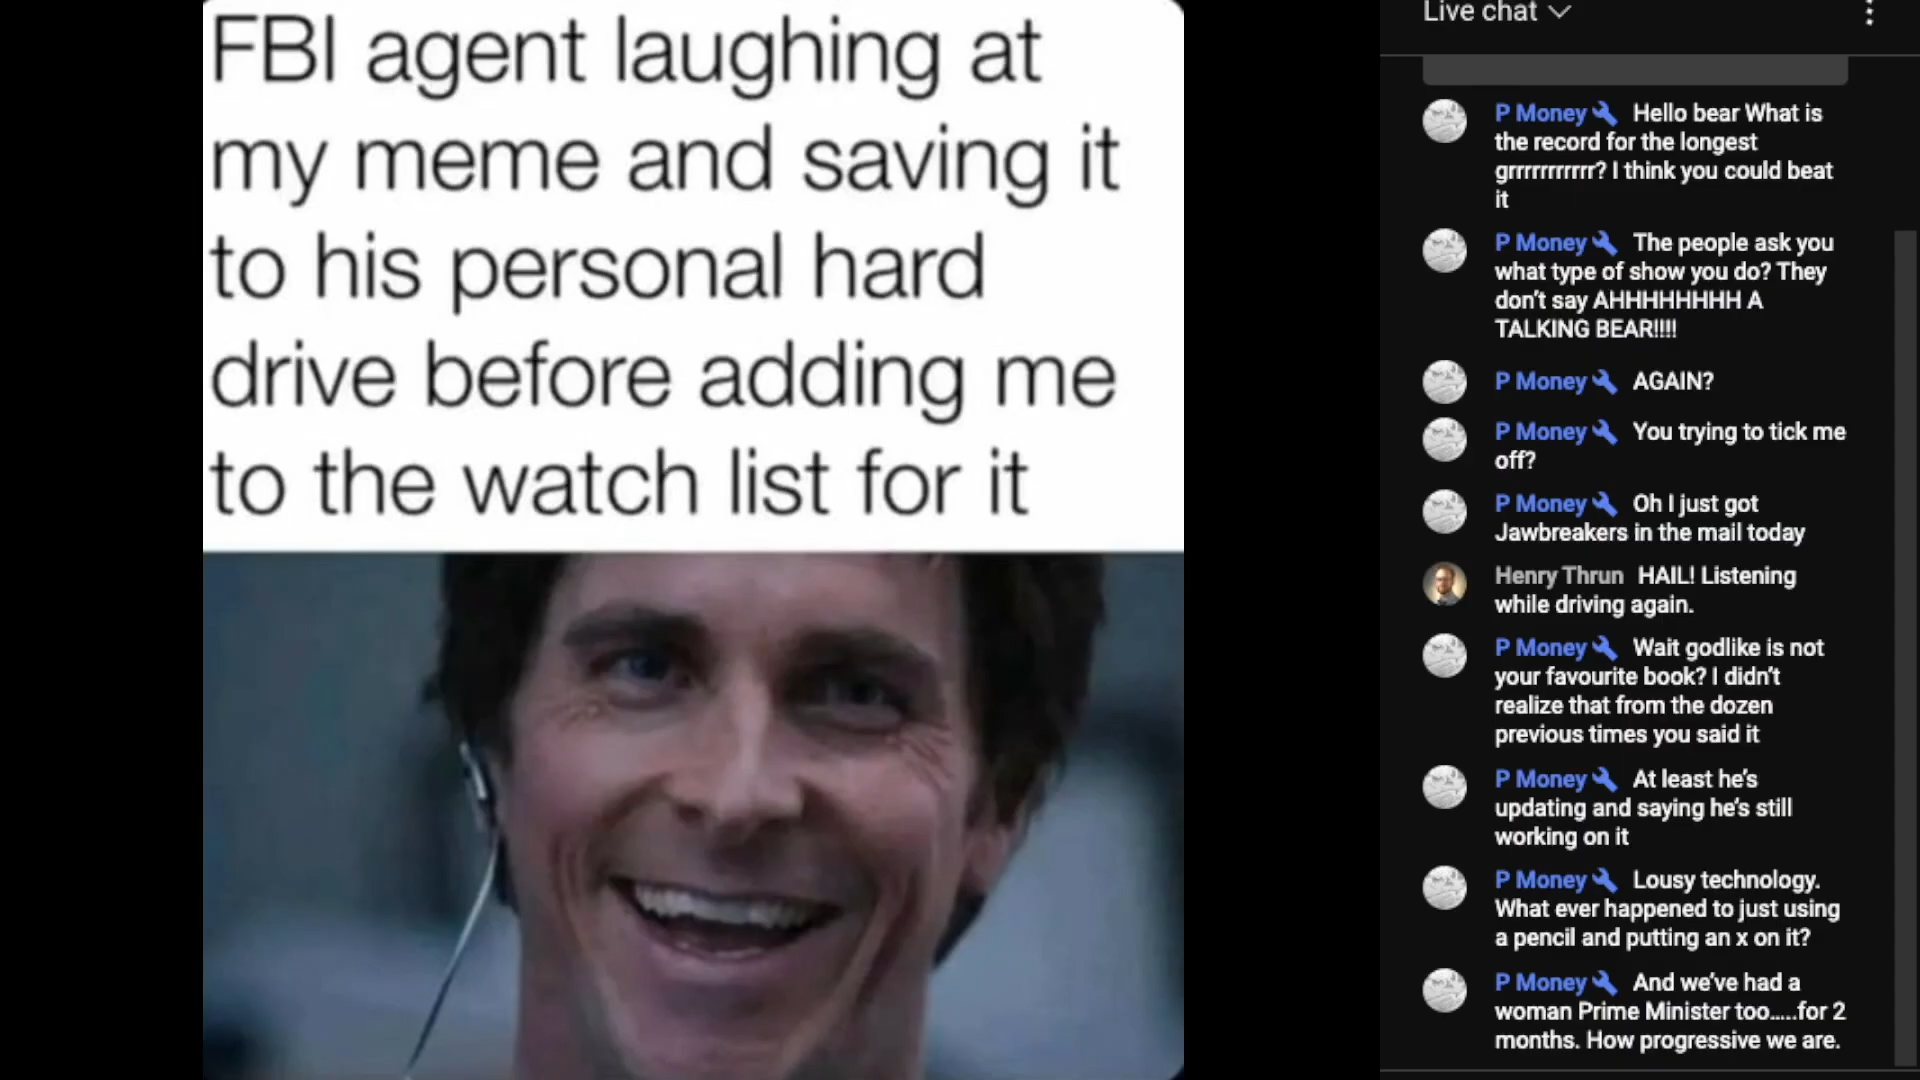 FBI agent laughing at
my meme and saving it
to his personal hard
drive before adding me
to the watch list for it
Live chat
P Money Hello bear What is
the record for the longest
grrrrrrrrrrr? I think you could beat
it
P Money The people ask you
what type of show you do? They
don't say AHHHHHHHH A
TALKING BEAR!!!!
P Money AGAIN?
P Money You trying to tick me
off?
P Money Oh I just got
Jawbreakers in the mail today
Henry Thrun HAIL! Listening
while driving again.
P Money Wait godlike is not
your favourite book? I didn't
realize that from the dozen
previous times you said it
P Money At least he's
updating and saying he's still
working on it
P Money Lousy technology.
What ever happened to just using
a pencil and putting an x on it?
P Money And we've had a
woman Prime Minister too.....for 2
months. How progressive we are.